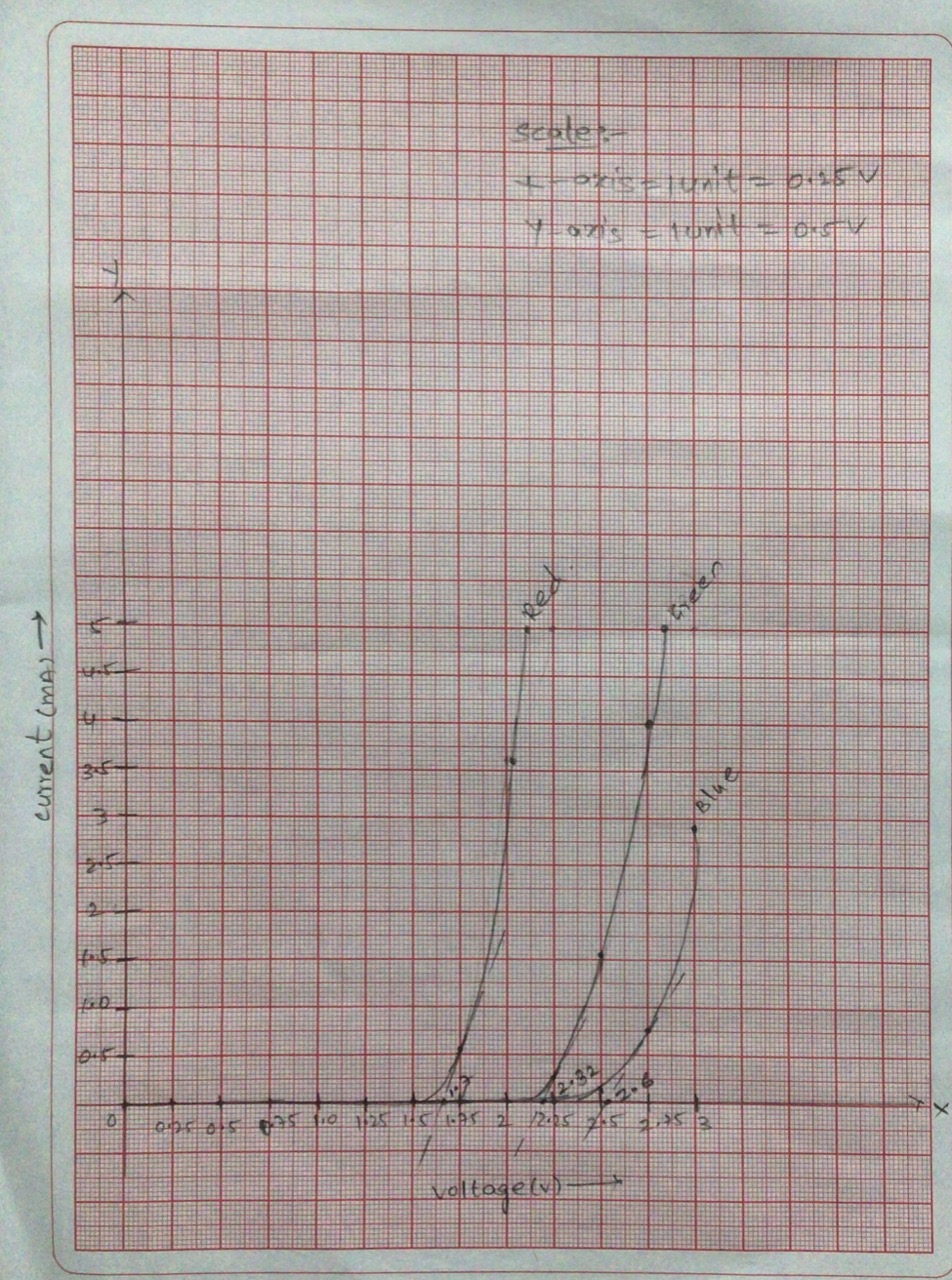 Scale:-
X-axis = 1unit = 0.25V
Y-axis = 1unit = 0.5V
Y
Red.
Green
5
4.5
4
3.5
Blue
3
2.5
2
1.5
1.0
0.5
1.7
2.32
2.6
X
0 0.25 0.5 0.75 1.0 1.25 1.5 1.75 2 2.25 2.5 2.75 3
current (mA) →
voltage(v) →